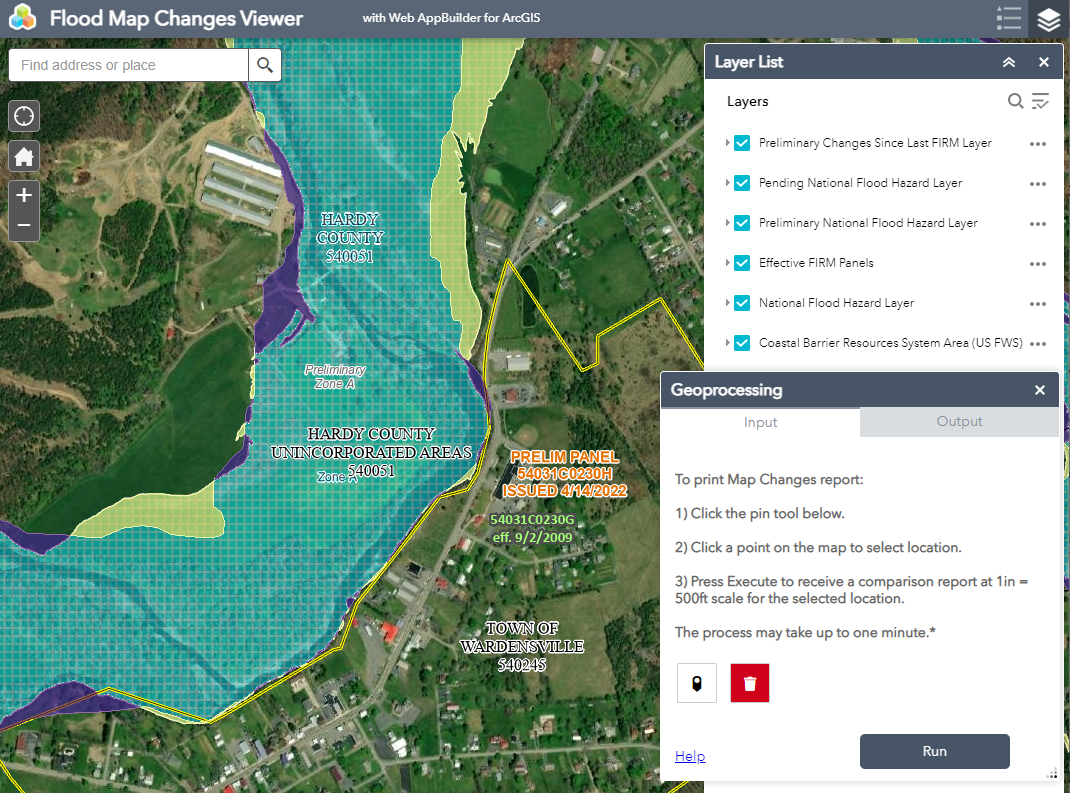 Flood Map Changes Viewer
with Web AppBuilder for ArcGIS
Find address or place
+
−
HARDY
COUNTY
540051
Preliminary
Zone A
HARDY COUNTY
UNINCORPORATED AREAS
540051
Zone A
PRELIM PANEL
54031C0230H
ISSUED 4/14/2022
54031C0230G
eff. 9/2/2009
TOWN OF
WARDENSVILLE
540245
Layer List
Layers
Preliminary Changes Since Last FIRM Layer
Pending National Flood Hazard Layer
Preliminary National Flood Hazard Layer
Effective FIRM Panels
National Flood Hazard Layer
Coastal Barrier Resources System Area (US FWS)
Geoprocessing
Input
Output
To print Map Changes report:
1) Click the pin tool below.
2) Click a point on the map to select location.
3) Press Execute to receive a comparison report at 1in =
500ft scale for the selected location.
The process may take up to one minute.*
Help
Run